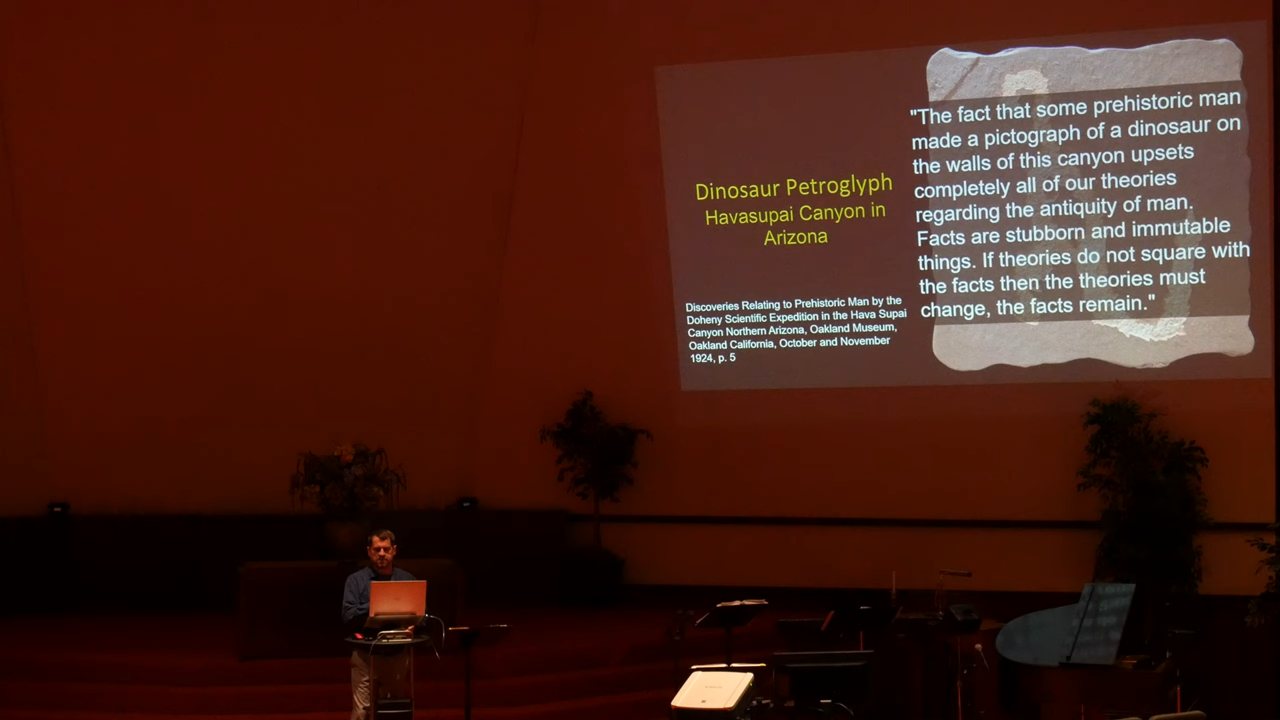 Dinosaur Petroglyph
Havasupai Canyon in
Arizona
Discoveries Relating to Prehistoric Man by the
Doheny Scientific Expedition in the Hava Supai
Canyon Northern Arizona, Oakland Museum,
Oakland California, October and November
1924, p. 5
"The fact that some prehistoric man
made a pictograph of a dinosaur on
the walls of this canyon upsets
completely all of our theories
regarding the antiquity of man.
Facts are stubborn and immutable
things. If theories do not square with
the facts then the theories must
change, the facts remain."